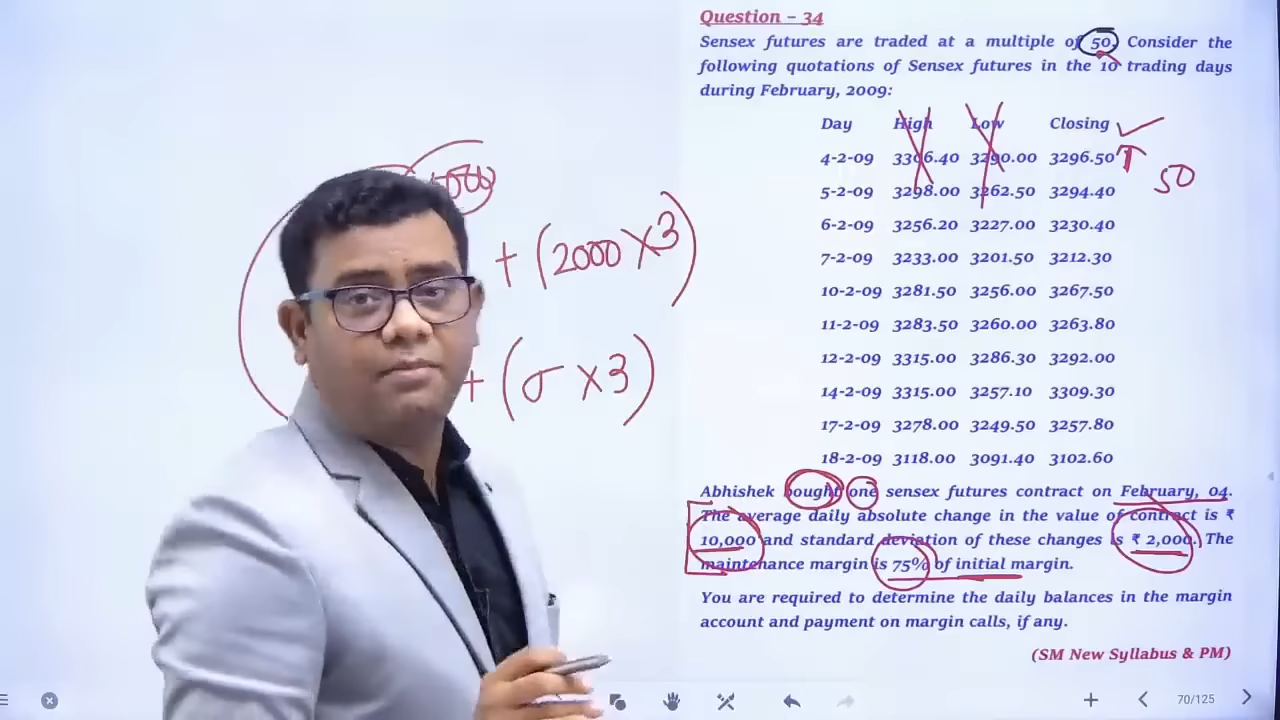 Question – 34
Sensex futures are traded at a multiple of 50. Consider the
following quotations of Sensex futures in the 10 trading days
during February, 2009:
Day High Low Closing
4-2-09 3306.40 3290.00 3296.50
50
5-2-09 3298.00 3262.50 3294.40
6-2-09 3256.20 3227.00 3230.40
7-2-09 3233.00 3201.50 3212.30
10-2-09 3281.50 3256.00 3267.50
11-2-09 3283.50 3260.00 3263.80
12-2-09 3315.00 3286.30 3292.00
14-2-09 3315.00 3257.10 3309.30
17-2-09 3278.00 3249.50 3257.80
18-2-09 3118.00 3091.40 3102.60
Abhishek bought one sensex futures contract on February, 04.
The average daily absolute change in the value of contract is ₹
10,000 and standard deviation of these changes is ₹ 2,000. The
maintenance margin is 75% of initial margin.
You are required to determine the daily balances in the margin
account and payment on margin calls, if any.
(SM New Syllabus & PM)
+ (2000 × 3)
+ (σ × 3)
70/125